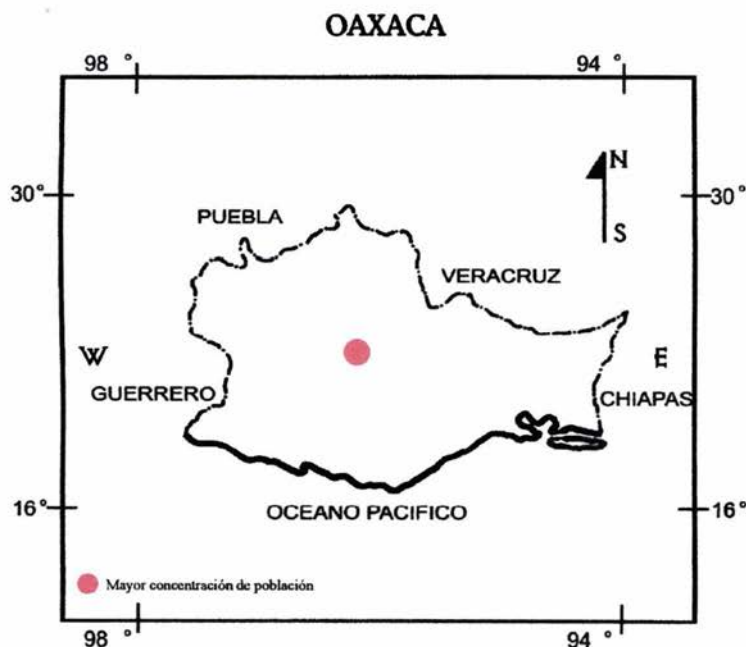 OAXACA
98 °
94 °
N
30°
30°
PUEBLA
S
VERACRUZ
W
E
GUERRERO
CHIAPAS
16°
16°
OCEANO PACIFICO
Mayor concentración de población
98 °
94 °